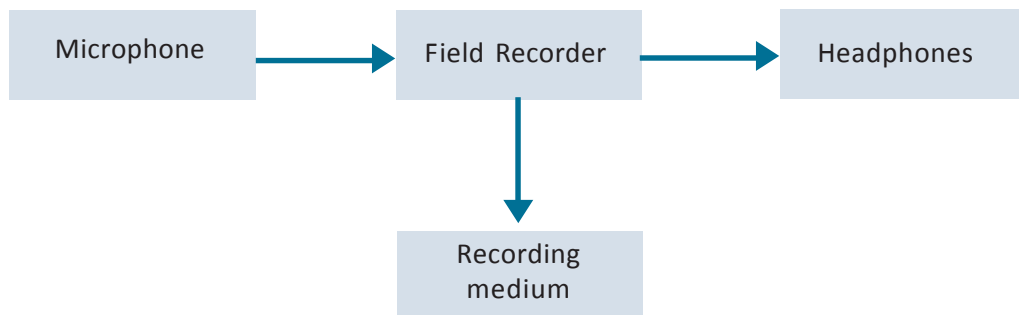 Microphone
Field Recorder
Headphones
Recording
medium